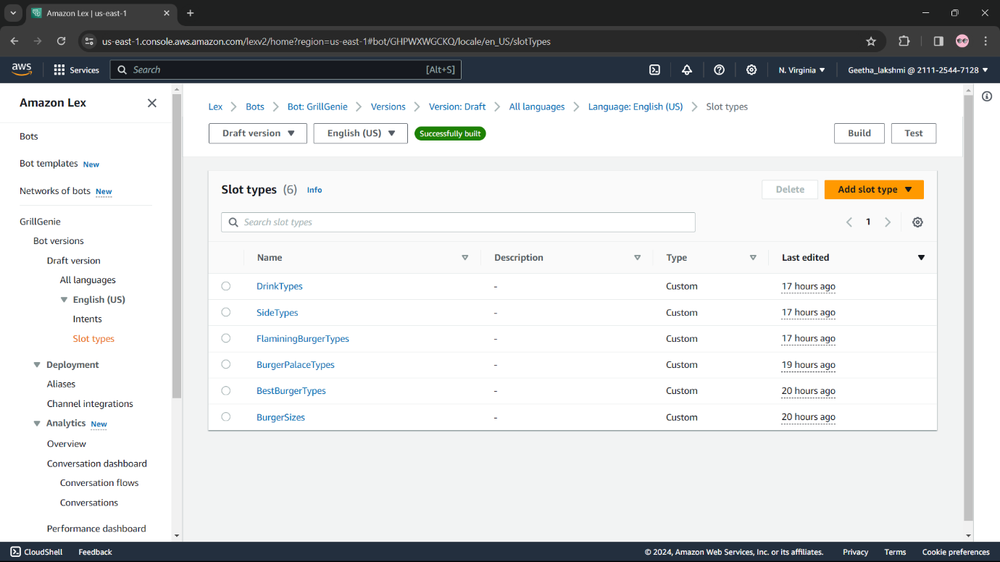 Amazon Lex | us-east-1
us-east-1.console.aws.amazon.com/lexv2/home?region=us-east-1#bot/GHPWXWGCKQ/locale/en_US/slotTypes
aws Services Search [Alt+S] N. Virginia Geetha_lakshmi @ 2111-2544-7128
Amazon Lex
Bots
Bot templates New
Networks of bots New
GrillGenie
Bot versions
Draft version
All languages
English (US)
Intents
Slot types
Deployment
Aliases
Channel integrations
Analytics New
Overview
Conversation dashboard
Conversation flows
Conversations
Performance dashboard
Lex Bots Bot: GrillGenie Versions Version: Draft All languages Language: English (US) Slot types
Draft version English (US) Successfully built Build Test
Slot types (6) Info Delete Add slot type
Search slot types 1
Name Description Type Last edited
DrinkTypes - Custom 17 hours ago
SideTypes - Custom 17 hours ago
FlaminingBurgerTypes - Custom 17 hours ago
BurgerPalaceTypes - Custom 19 hours ago
BestBurgerTypes - Custom 20 hours ago
BurgerSizes - Custom 20 hours ago
CloudShell Feedback © 2024, Amazon Web Services, Inc. or its affiliates. Privacy Terms Cookie preferences